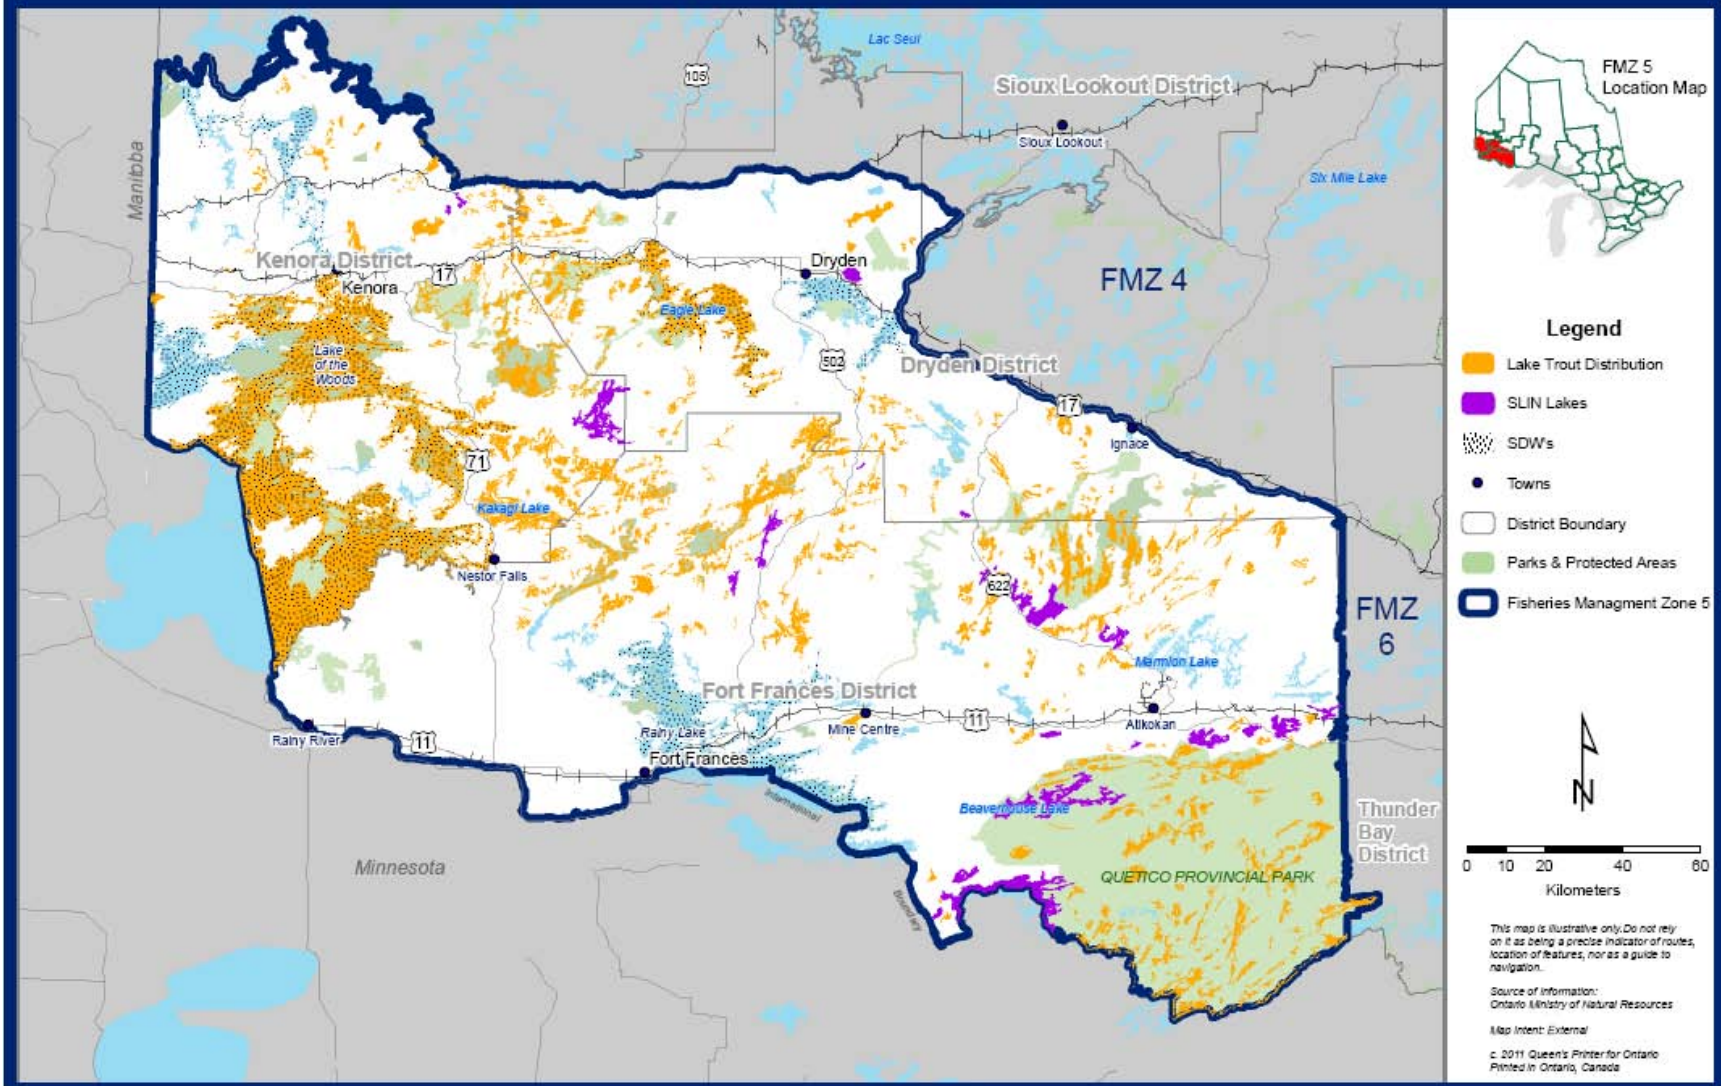 Lac Seul
105
Sioux Lookout District
Sioux Lookout
Six Mile Lake
Manitoba
Kenora District
17
Kenora
Dryden
FMZ 4
Eagle Lake
Lake
of the
Woods
502
Dryden District
17
Ignace
71
Kakagi Lake
Nestor Falls
622
FMZ
6
Marmion Lake
Fort Frances District
Rainy River
11
Rainy Lake
Mine Centre
11
Atikokan
Fort Frances
International
Boundary
Beaverhouse Lake
Thunder
Bay
District
Minnesota
QUETICO PROVINCIAL PARK
FMZ 5
Location Map
Legend
Lake Trout Distribution
SLIN Lakes
SDW's
Towns
District Boundary
Parks & Protected Areas
Fisheries Managment Zone 5
N
0 10 20 40 60
Kilometers
This map is illustrative only. Do not rely
on it as being a precise indicator of routes,
location of features, nor as a guide to
navigation.
Source of Information:
Ontario Ministry of Natural Resources
Map Intent: External
c. 2011 Queen's Printer for Ontario
Printed in Ontario, Canada